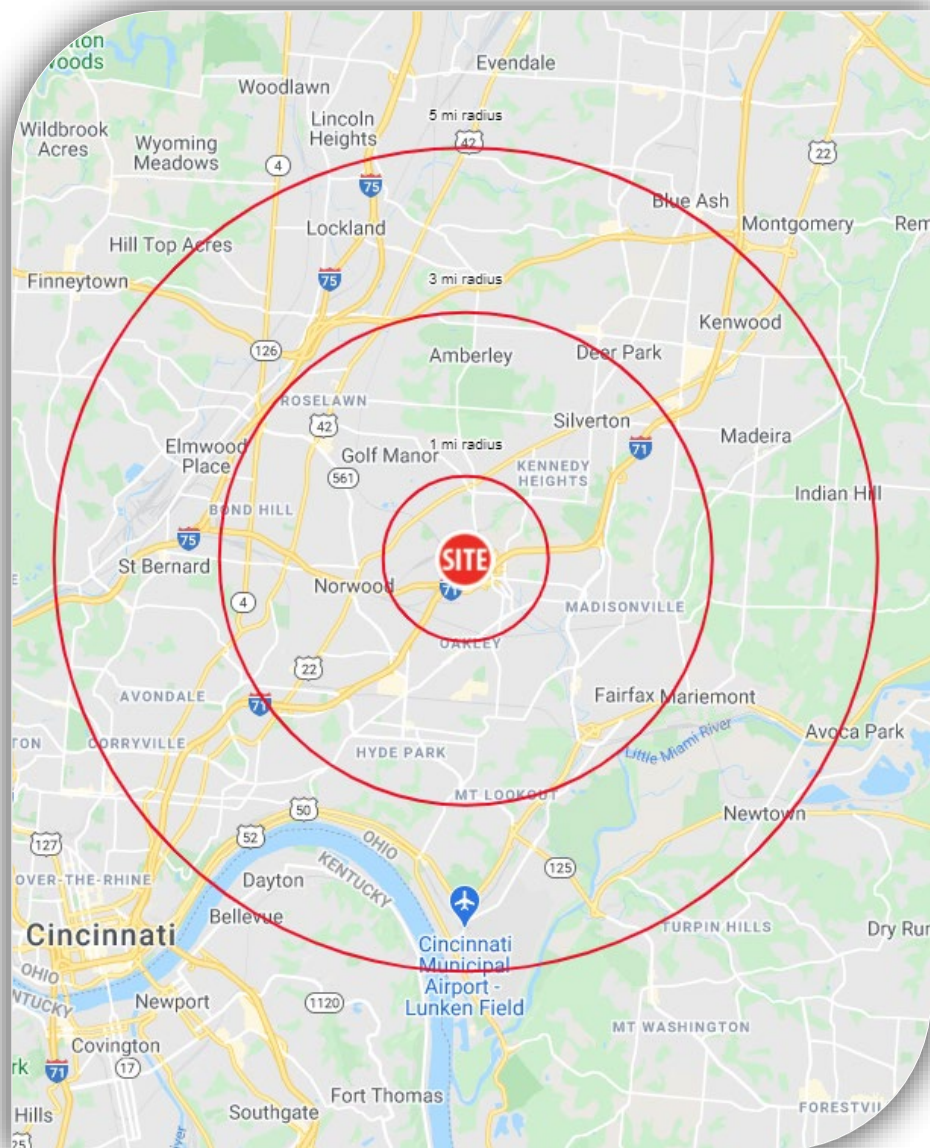 Evendale
Woodlawn
Lincoln
Heights
5 mi radius
42
Wildbrook
Acres
Wyoming
Meadows
4
22
75
Blue Ash
Montgomery
Lockland
Hill Top Acres
Finneytown
75
3 mi radius
Kenwood
126
Amberley
Deer Park
ROSELAWN
42
Silverton
Madeira
71
Elmwood
Place
Golf Manor
1 mi radius
561
KENNEDY
HEIGHTS
Indian Hill
BOND HILL
75
St Bernard
SITE
Norwood
71
4
MADISONVILLE
OAKLEY
22
AVONDALE
71
Fairfax
Mariemont
CORRYVILLE
HYDE PARK
Little Miami River
Avoca Park
MT LOOKOUT
50
52
OHIO
KENTUCKY
Newtown
127
125
OVER-THE-RHINE
Dayton
Bellevue
Cincinnati
TURPIN HILLS
Cincinnati
Municipal
Airport -
Lunken Field
OHIO
Newport
1120
MT WASHINGTON
Covington
17
71
Fort Thomas
Southgate
Hills